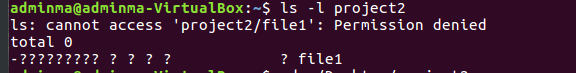 adminma@adminma-VirtualBox:~$ ls -l project2
ls: cannot access 'project2/file1': Permission denied
total 0
-????????? ? ? ? ?            ? file1